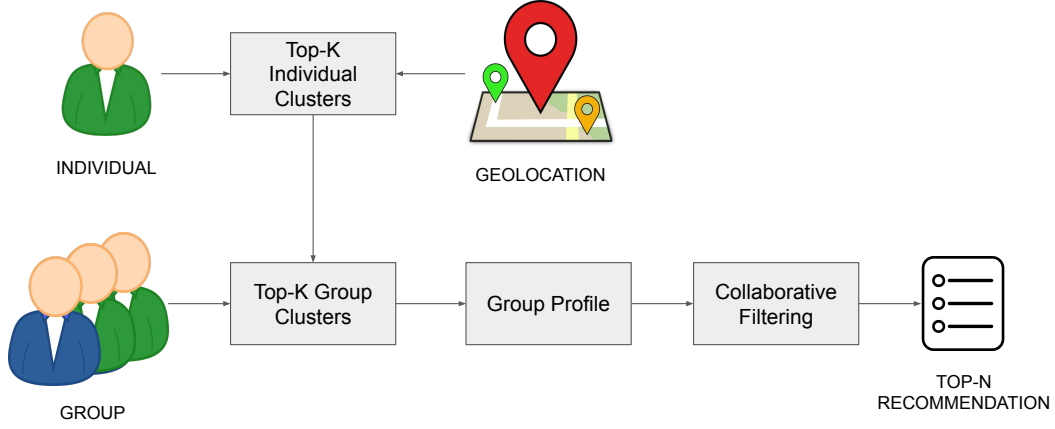 Top-K
Individual
Clusters
INDIVIDUAL
GEOLOCATION
Top-K Group
Clusters
Group Profile
Collaborative
Filtering
GROUP
TOP-N
RECOMMENDATION